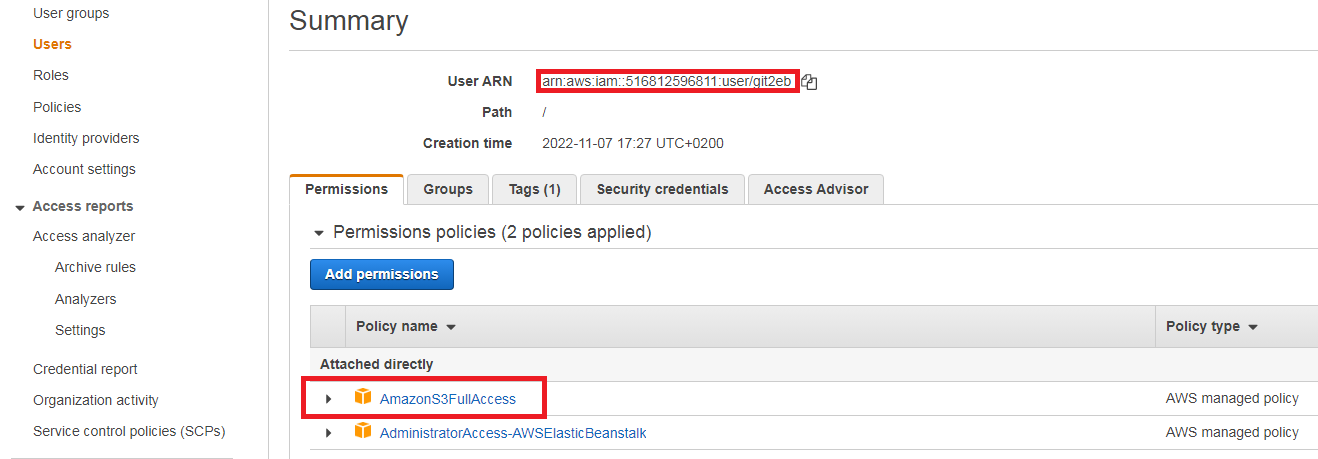 User groups
Users
Roles
Policies
Identity providers
Account settings
Access reports
Access analyzer
Archive rules
Analyzers
Settings
Credential report
Organization activity
Service control policies (SCPs)
Summary
User ARN arn:aws:iam::516812596811:user/git2eb
Path /
Creation time 2022-11-07 17:27 UTC+0200
Permissions Groups Tags (1) Security credentials Access Advisor
Permissions policies (2 policies applied)
Add permissions
Policy name Policy type
Attached directly
AmazonS3FullAccess AWS managed policy
AdministratorAccess-AWSElasticBeanstalk AWS managed policy